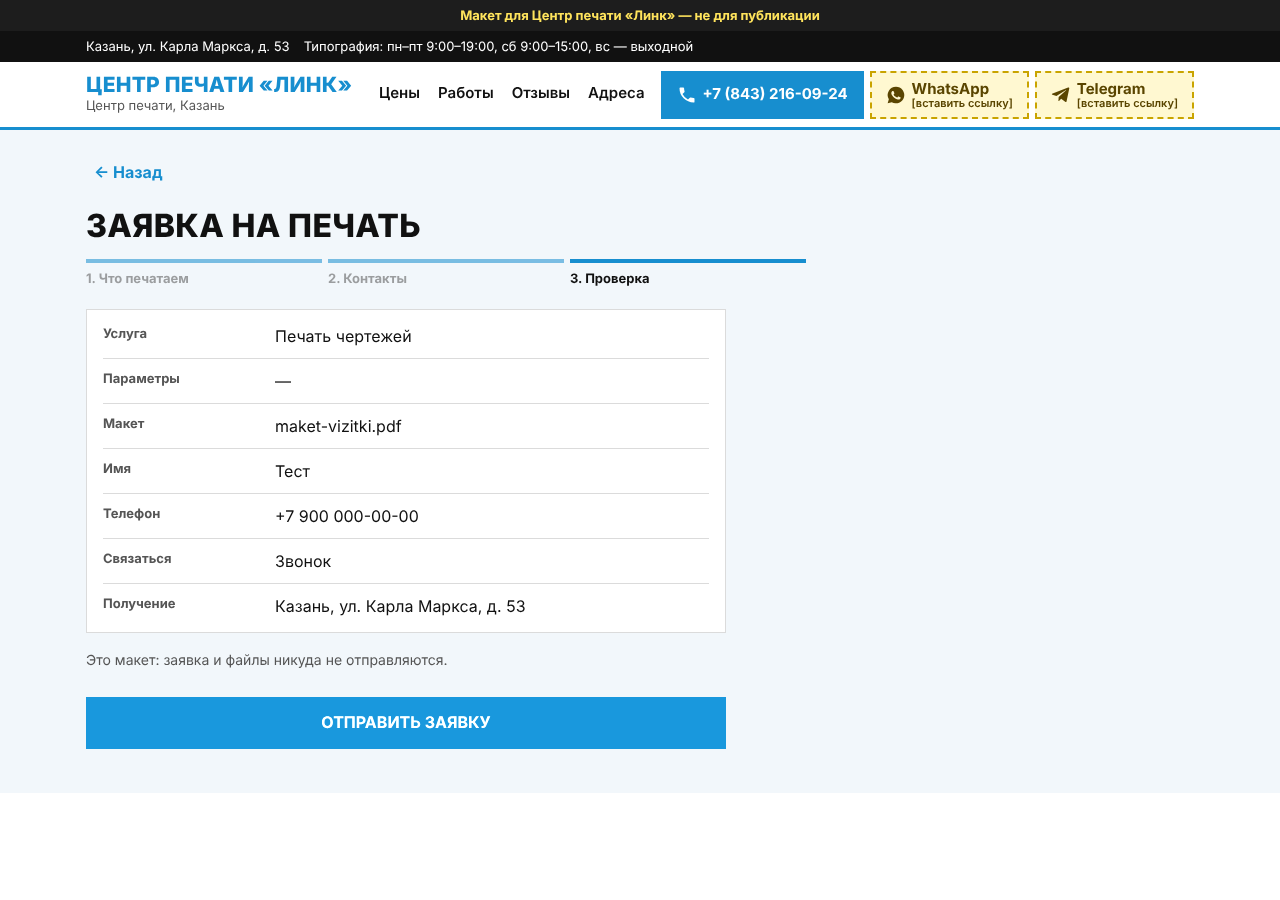 Макет для Центр печати «Линк» — не для публикации
Казань, ул. Карла Маркса, д. 53 Типография: пн–пт 9:00–19:00, сб 9:00–15:00, вс — выходной
ЦЕНТР ПЕЧАТИ «ЛИНК»
Центр печати, Казань
Цены Работы Отзывы Адреса
+7 (843) 216-09-24
WhatsApp
[вставить ссылку]
Telegram
[вставить ссылку]
← Назад
ЗАЯВКА НА ПЕЧАТЬ
1. Что печатаем 2. Контакты 3. Проверка
Услуга Печать чертежей
Параметры —
Макет maket-vizitki.pdf
Имя Тест
Телефон +7 900 000-00-00
Связаться Звонок
Получение Казань, ул. Карла Маркса, д. 53
Это макет: заявка и файлы никуда не отправляются.
ОТПРАВИТЬ ЗАЯВКУ